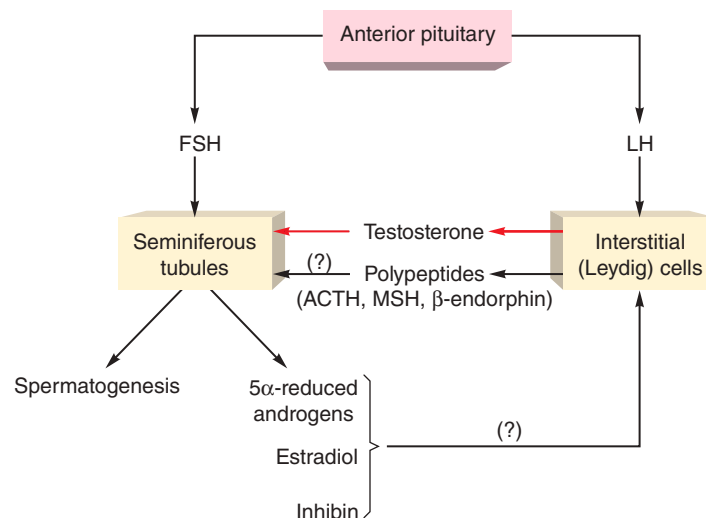 Anterior pituitary
FSH
LH
Seminiferous
tubules
Testosterone
(?)
Polypeptides
(ACTH, MSH, β-endorphin)
Interstitial
(Leydig) cells
Spermatogenesis
5α-reduced
androgens
Estradiol
Inhibin
(?)